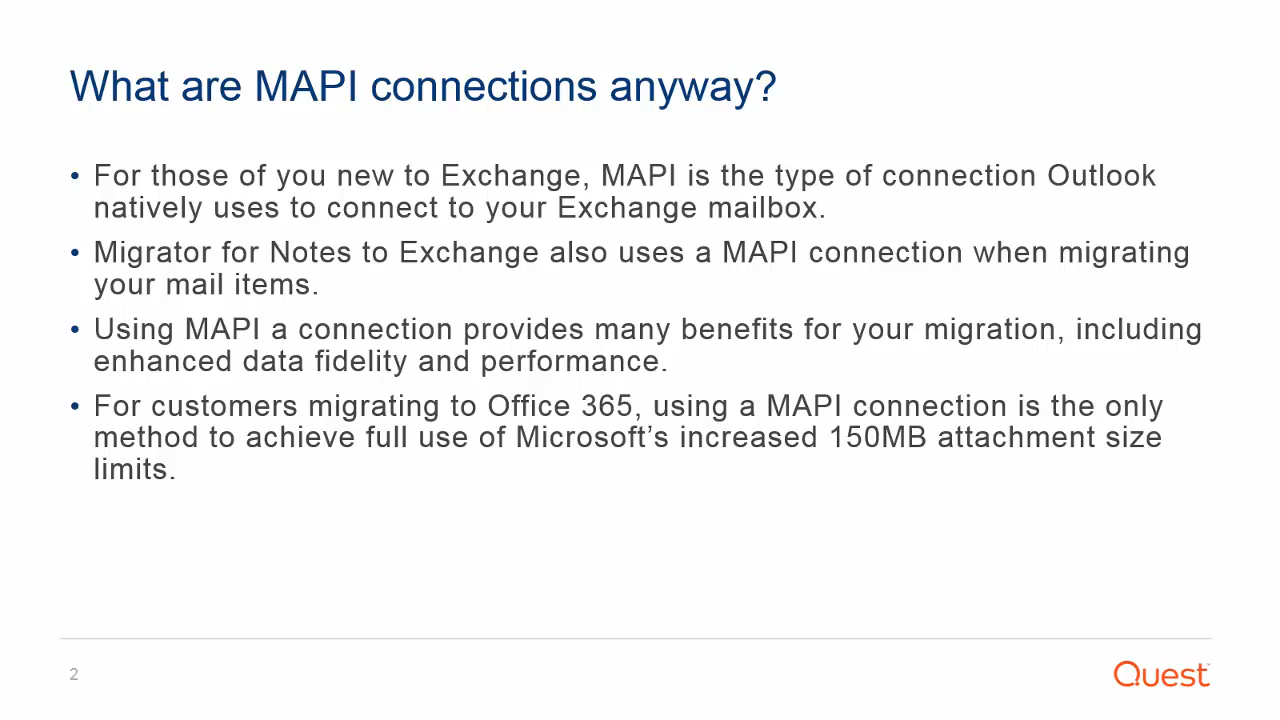 What are MAPI connections anyway?
• For those of you new to Exchange, MAPI is the type of connection Outlook
natively uses to connect to your Exchange mailbox.
• Migrator for Notes to Exchange also uses a MAPI connection when migrating
your mail items.
• Using MAPI a connection provides many benefits for your migration, including
enhanced data fidelity and performance.
• For customers migrating to Office 365, using a MAPI connection is the only
method to achieve full use of Microsoft’s increased 150MB attachment size
limits.
2
Quest